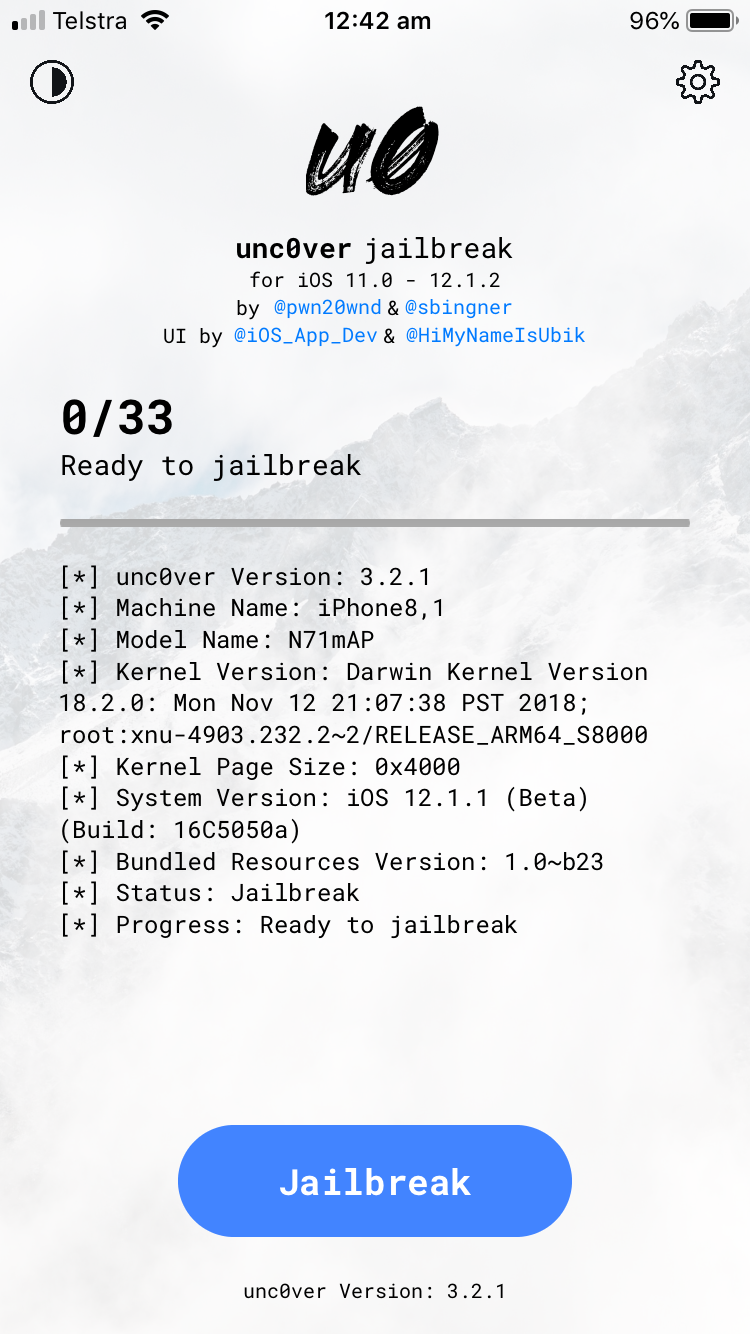 Telstra 12:42 am 96%
u0
unc0ver jailbreak
for iOS 11.0 - 12.1.2
by @pwn20wnd & @sbingner
UI by @iOS_App_Dev & @HiMyNameIsUbik
0/33
Ready to jailbreak
[*] unc0ver Version: 3.2.1
[*] Machine Name: iPhone8,1
[*] Model Name: N71mAP
[*] Kernel Version: Darwin Kernel Version
18.2.0: Mon Nov 12 21:07:38 PST 2018;
root:xnu-4903.232.2~2/RELEASE_ARM64_S8000
[*] Kernel Page Size: 0x4000
[*] System Version: iOS 12.1.1 (Beta)
(Build: 16C5050a)
[*] Bundled Resources Version: 1.0~b23
[*] Status: Jailbreak
[*] Progress: Ready to jailbreak
Jailbreak
unc0ver Version: 3.2.1